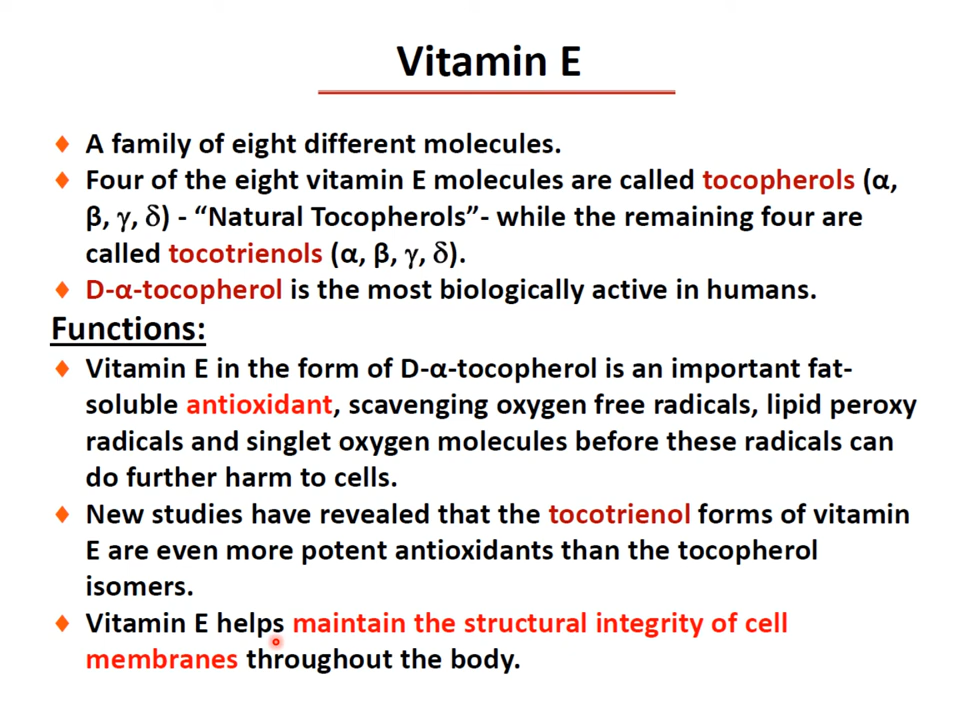 Vitamin E
♦ A family of eight different molecules.
♦ Four of the eight vitamin E molecules are called tocopherols (α,
β, γ, δ) - “Natural Tocopherols”- while the remaining four are
called tocotrienols (α, β, γ, δ).
♦ D-α-tocopherol is the most biologically active in humans.
Functions:
♦ Vitamin E in the form of D-α-tocopherol is an important fat-
soluble antioxidant, scavenging oxygen free radicals, lipid peroxy
radicals and singlet oxygen molecules before these radicals can
do further harm to cells.
♦ New studies have revealed that the tocotrienol forms of vitamin
E are even more potent antioxidants than the tocopherol
isomers.
♦ Vitamin E helps maintain the structural integrity of cell
membranes throughout the body.